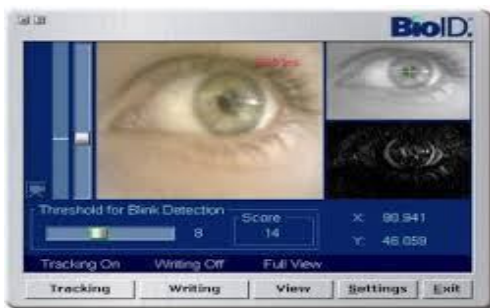 BioID.
Threshold for Blink Detection
8
Score
14
X: 90.941
Y: 46.059
Tracking On
Writing Off
Full View
Tracking
Writing
View
Settings
Exit